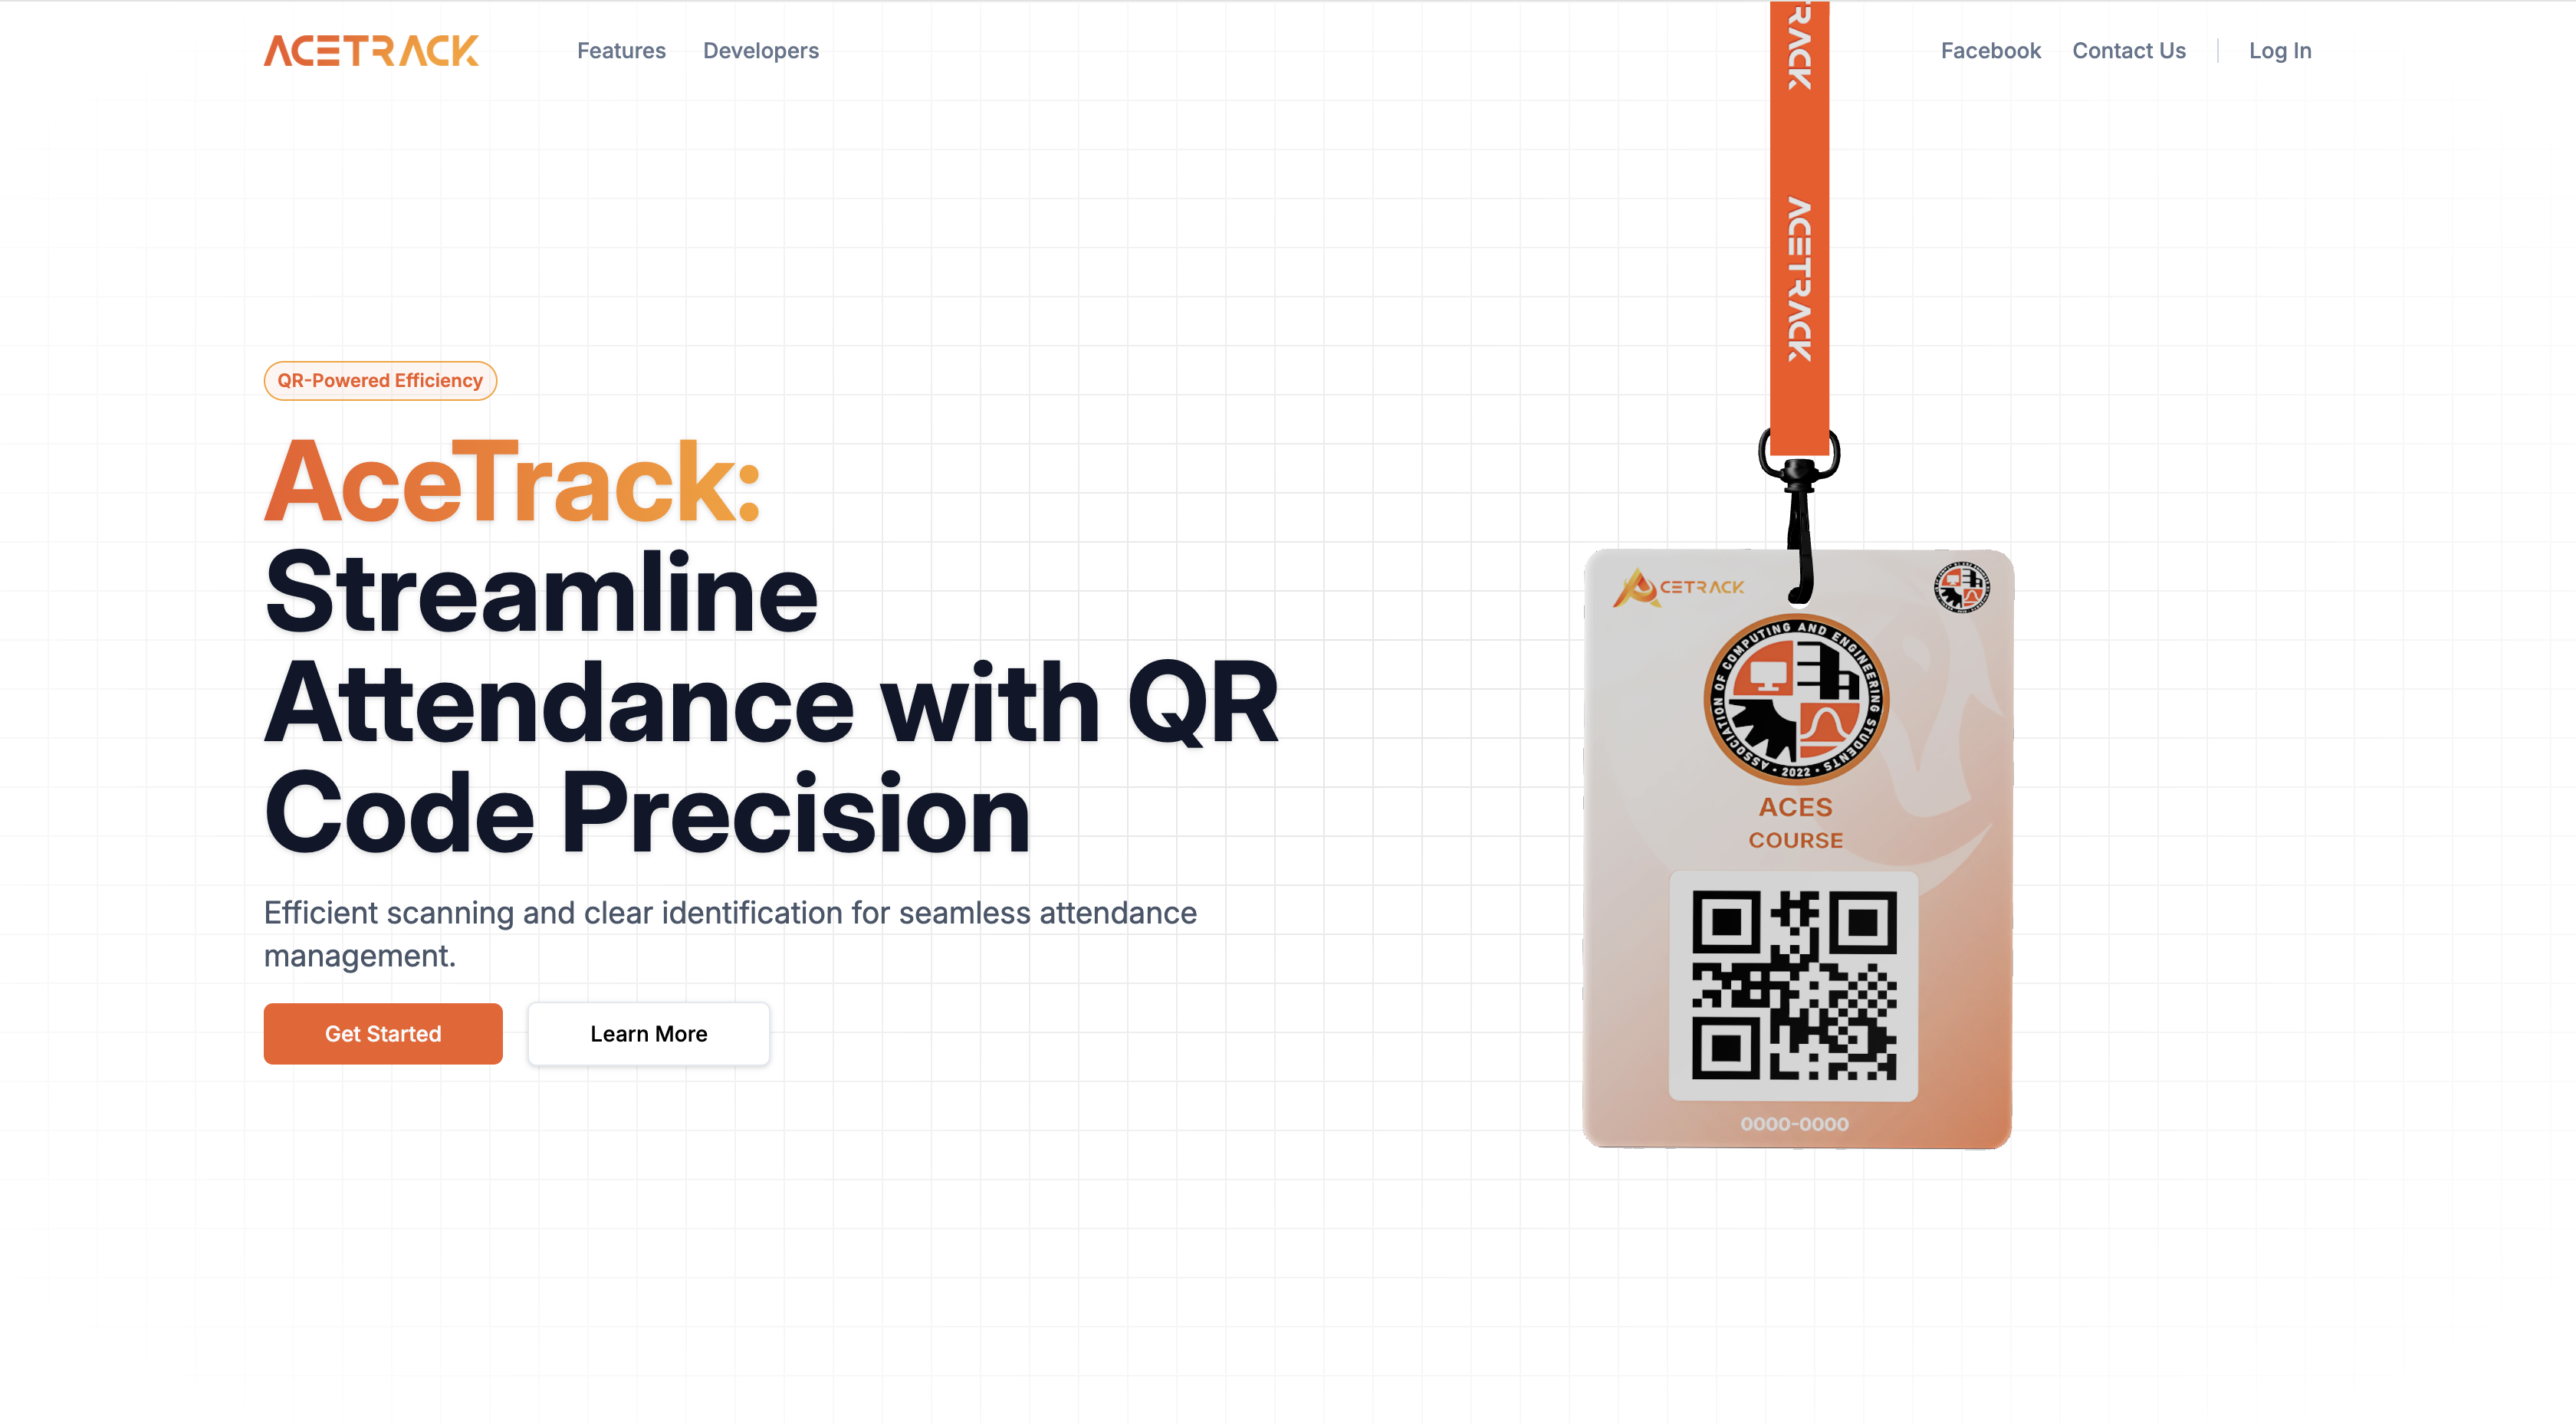 ACETRACK
Features
Developers
Facebook
Contact Us
Log In
QR-Powered Efficiency
AceTrack:
Streamline
Attendance with QR
Code Precision
Efficient scanning and clear identification for seamless attendance
management.
Get Started
Learn More
RACK
ACETRACK
ACETRACK
ASSOCIATION OF COMPUTING AND ENGINEERING STUDENTS • 2022 •
ACES
COURSE
0000-0000